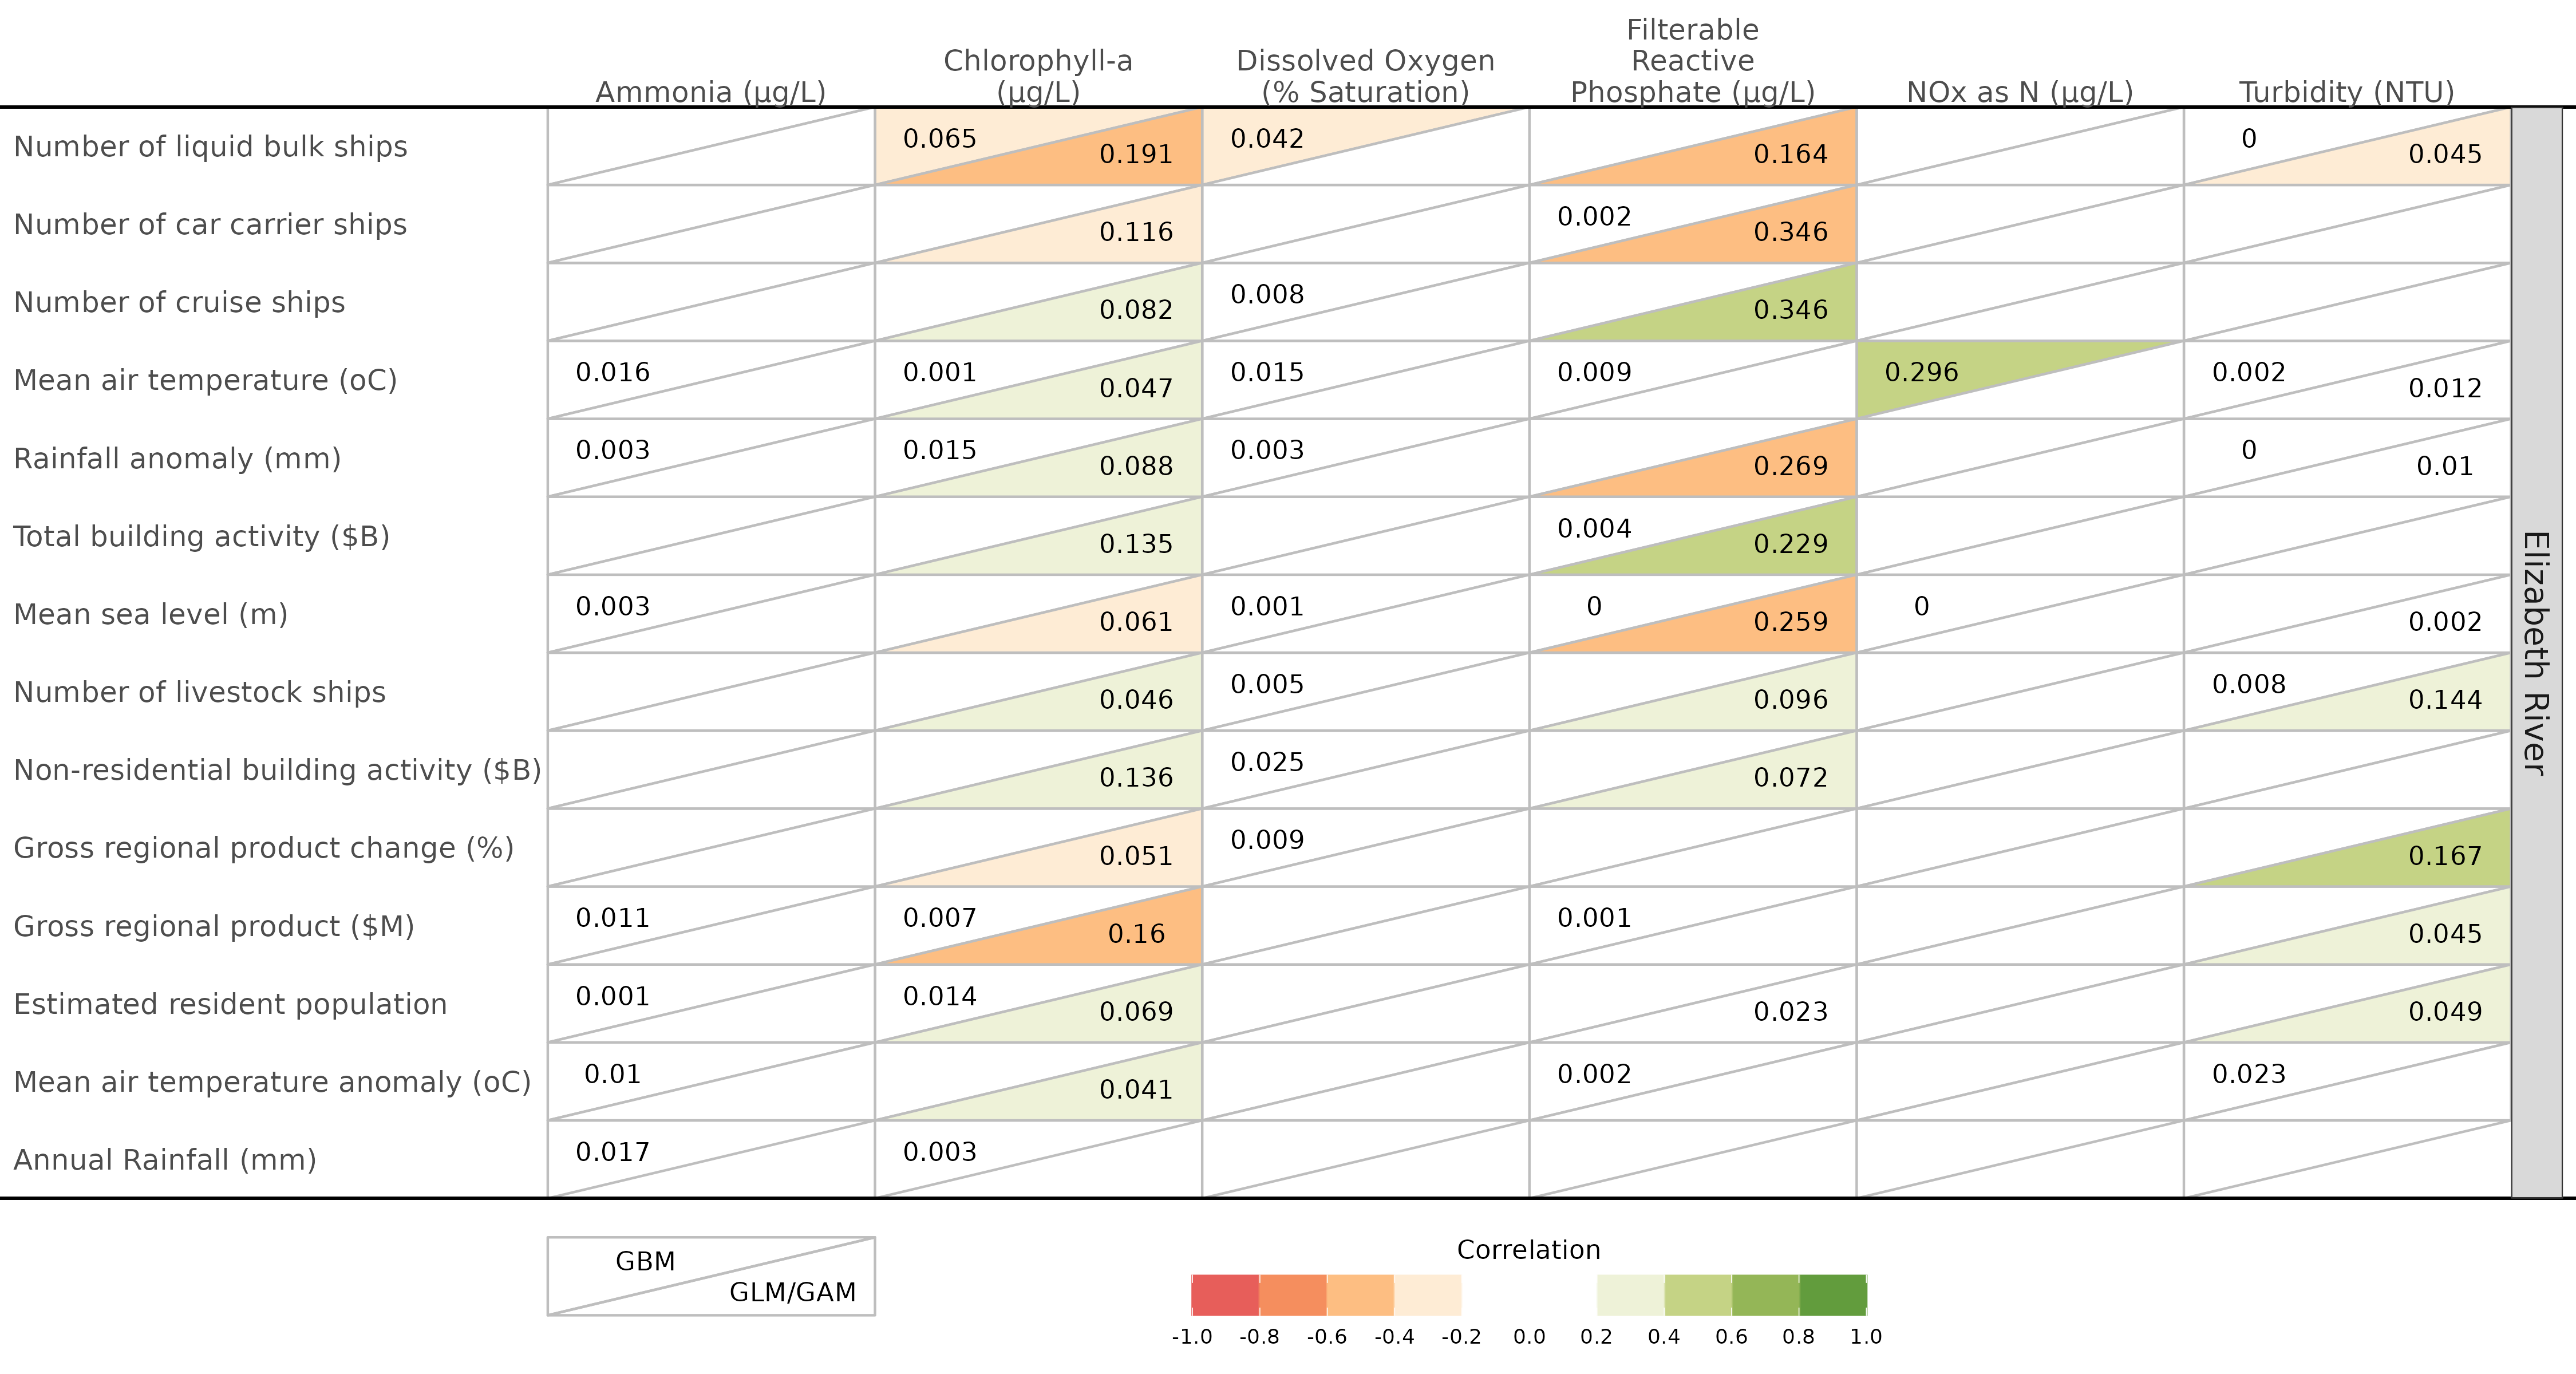 Filterable
Chlorophyll-a Dissolved Oxygen Reactive
Ammonia (µg/L) (µg/L) (% Saturation) Phosphate (µg/L) NOx as N (µg/L) Turbidity (NTU)
Number of liquid bulk ships 0.065 0.191 0.042 0.164 0 0.045
Number of car carrier ships 0.116 0.002 0.346
Number of cruise ships 0.082 0.008 0.346
Mean air temperature (oC) 0.016 0.001 0.047 0.015 0.009 0.296 0.002 0.012
Rainfall anomaly (mm) 0.003 0.015 0.088 0.003 0.269 0 0.01
Total building activity ($B) 0.135 0.004 0.229
Mean sea level (m) 0.003 0.061 0.001 0 0.259 0 0.002
Number of livestock ships 0.046 0.005 0.096 0.008 0.144
Non-residential building activity ($B) 0.136 0.025 0.072
Gross regional product change (%) 0.051 0.009 0.167
Gross regional product ($M) 0.011 0.007 0.16 0.001 0.045
Estimated resident population 0.001 0.014 0.069 0.023 0.049
Mean air temperature anomaly (oC) 0.01 0.041 0.002 0.023
Annual Rainfall (mm) 0.017 0.003
Elizabeth River
GBM
GLM/GAM
Correlation
-1.0 -0.8 -0.6 -0.4 -0.2 0.0 0.2 0.4 0.6 0.8 1.0